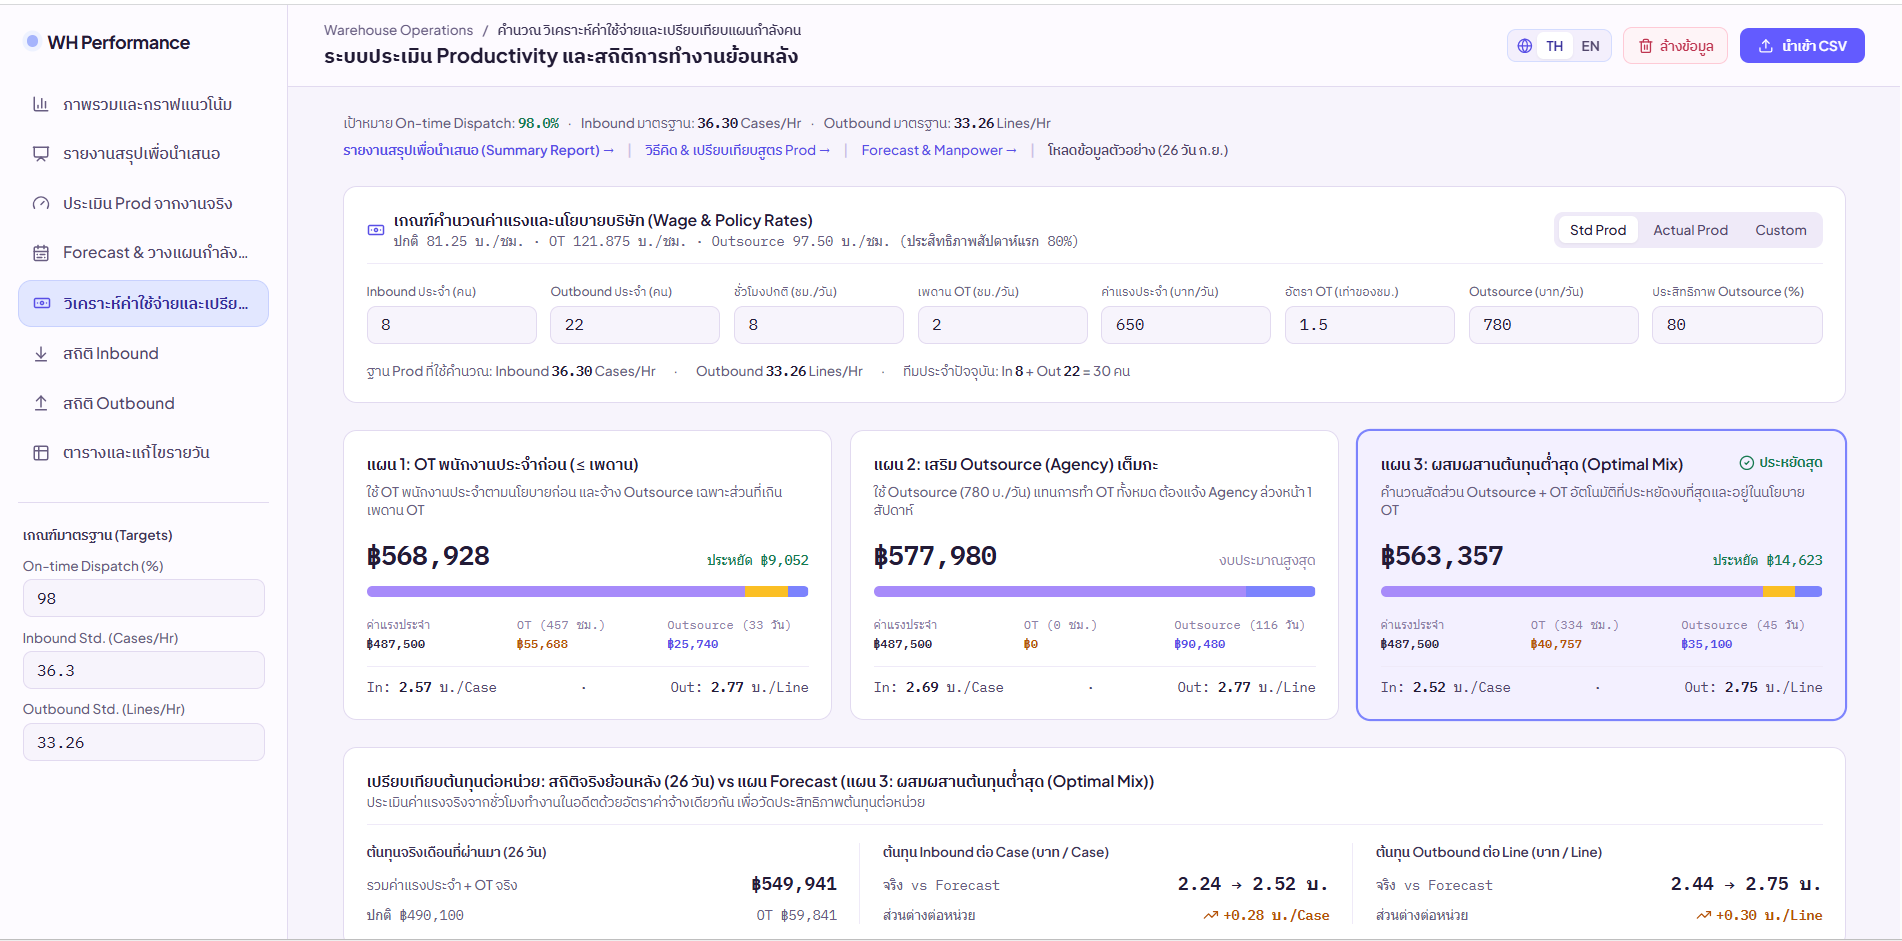 WH Performance
ภาพรวมและกราฟแนวโน้ม
รายงานสรุปเพื่อนำเสนอ
ประเมิน Prod จากงานจริง
Forecast & วางแผนกำลัง...
วิเคราะห์ค่าใช้จ่ายและเปรีย...
สถิติ Inbound
สถิติ Outbound
ตารางและแก้ไขรายวัน
เกณฑ์มาตรฐาน (Targets)
On-time Dispatch (%)
98
Inbound Std. (Cases/Hr)
36.3
Outbound Std. (Lines/Hr)
33.26
Warehouse Operations / คำนวณวิเคราะห์ค่าใช้จ่ายและเปรียบเทียบแผนกำลังคน
ระบบประเมิน Productivity และสถิติการทำงานย้อนหลัง
TH EN ล้างข้อมูล นำเข้า CSV
เป้าหมาย On-time Dispatch: 98.0% · Inbound มาตรฐาน: 36.30 Cases/Hr · Outbound มาตรฐาน: 33.26 Lines/Hr
รายงานสรุปเพื่อนำเสนอ (Summary Report) → | วิธีคิด & เปรียบเทียบสูตร Prod → | Forecast & Manpower → | โหลดข้อมูลตัวอย่าง (26 วัน ก.ย.)
เกณฑ์คำนวณค่าแรงและนโยบายบริษัท (Wage & Policy Rates)
ปกติ 81.25 บ./ชม. · OT 121.875 บ./ชม. · Outsource 97.50 บ./ชม. (ประสิทธิภาพสัปดาห์แรก 80%)
Std Prod Actual Prod Custom
Inbound ประจำ (คน) Outbound ประจำ (คน) ชั่วโมงปกติ (ชม./วัน) เพดาน OT (ชม./วัน) ค่าแรงประจำ (บาท/วัน) อัตรา OT (เท่าของชม.) Outsource (บาท/วัน) ประสิทธิภาพ Outsource (%)
8 22 8 2 650 1.5 780 80
ฐาน Prod ที่ใช้คำนวณ: Inbound 36.30 Cases/Hr · Outbound 33.26 Lines/Hr · ทีมประจำปัจจุบัน: In 8 + Out 22 = 30 คน
แผน 1: OT พนักงานประจำก่อน (≤ เพดาน)
ใช้ OT พนักงานประจำตามนโยบายก่อน และจ้าง Outsource เฉพาะส่วนที่เกิน
เพดาน OT
฿568,928 ประหยัด ฿9,052
ค่าแรงประจำ OT (457 ชม.) Outsource (33 วัน)
฿487,500 ฿55,688 ฿25,740
In: 2.57 บ./Case · Out: 2.77 บ./Line
แผน 2: เสริม Outsource (Agency) เต็มกะ
ใช้ Outsource (780 บ./วัน) แทนการทำ OT ทั้งหมด ต้องแจ้ง Agency ล่วงหน้า 1
สัปดาห์
฿577,980 งบประมาณสูงสุด
ค่าแรงประจำ OT (0 ชม.) Outsource (116 วัน)
฿487,500 ฿0 ฿90,480
In: 2.69 บ./Case · Out: 2.77 บ./Line
แผน 3: ผสมผสานต้นทุนต่ำสุด (Optimal Mix) ประหยัดสุด
คำนวณสัดส่วน Outsource + OT อัตโนมัติที่ประหยัดงบที่สุดและอยู่ในนโยบาย
OT
฿563,357 ประหยัด ฿14,623
ค่าแรงประจำ OT (334 ชม.) Outsource (45 วัน)
฿487,500 ฿40,757 ฿35,100
In: 2.52 บ./Case · Out: 2.75 บ./Line
เปรียบเทียบต้นทุนต่อหน่วย: สถิติจริงย้อนหลัง (26 วัน) vs แผน Forecast (แผน 3: ผสมผสานต้นทุนต่ำสุด (Optimal Mix))
ประเมินค่าแรงจริงจากชั่วโมงทำงานในอดีตด้วยอัตราค่าจ้างเดียวกัน เพื่อวัดประสิทธิภาพต้นทุนต่อหน่วย
ต้นทุนจริงเดือนที่ผ่านมา (26 วัน)
รวมค่าแรงประจำ + OT จริง ฿549,941
ปกติ ฿490,100 OT ฿59,841
ต้นทุน Inbound ต่อ Case (บาท / Case)
จริง vs Forecast 2.24 → 2.52 บ.
ส่วนต่างต่อหน่วย +0.28 บ./Case
ต้นทุน Outbound ต่อ Line (บาท / Line)
จริง vs Forecast 2.44 → 2.75 บ.
ส่วนต่างต่อหน่วย +0.30 บ./Line